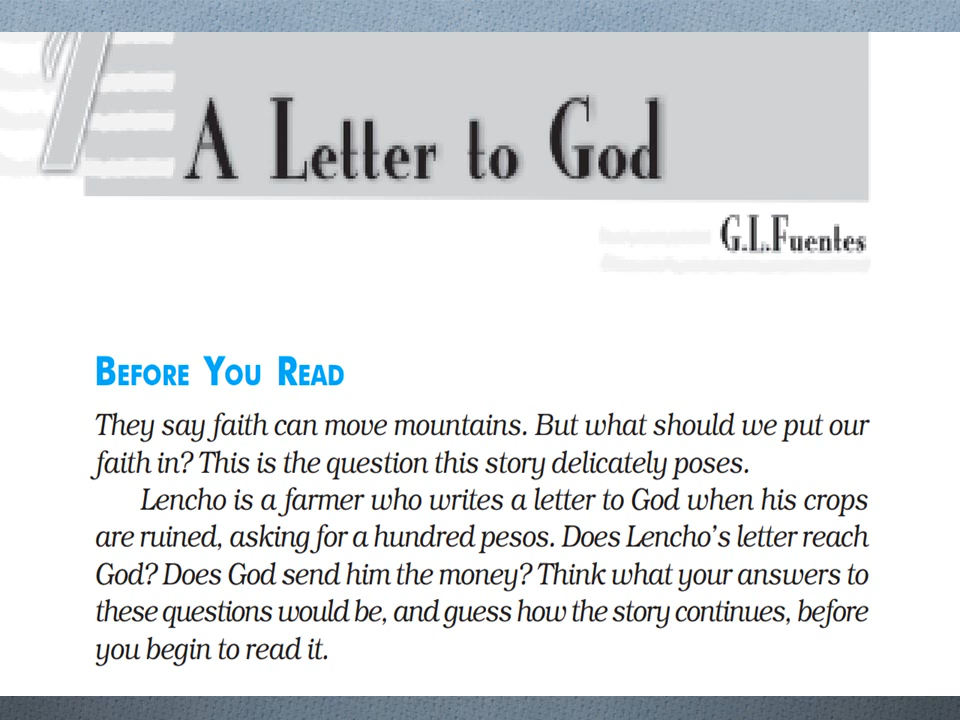 1
A Letter to God
G.L.Fuentes
BEFORE YOU READ
They say faith can move mountains. But what should we put our
faith in? This is the question this story delicately poses.
Lencho is a farmer who writes a letter to God when his crops
are ruined, asking for a hundred pesos. Does Lencho's letter reach
God? Does God send him the money? Think what your answers to
these questions would be, and guess how the story continues, before
you begin to read it.